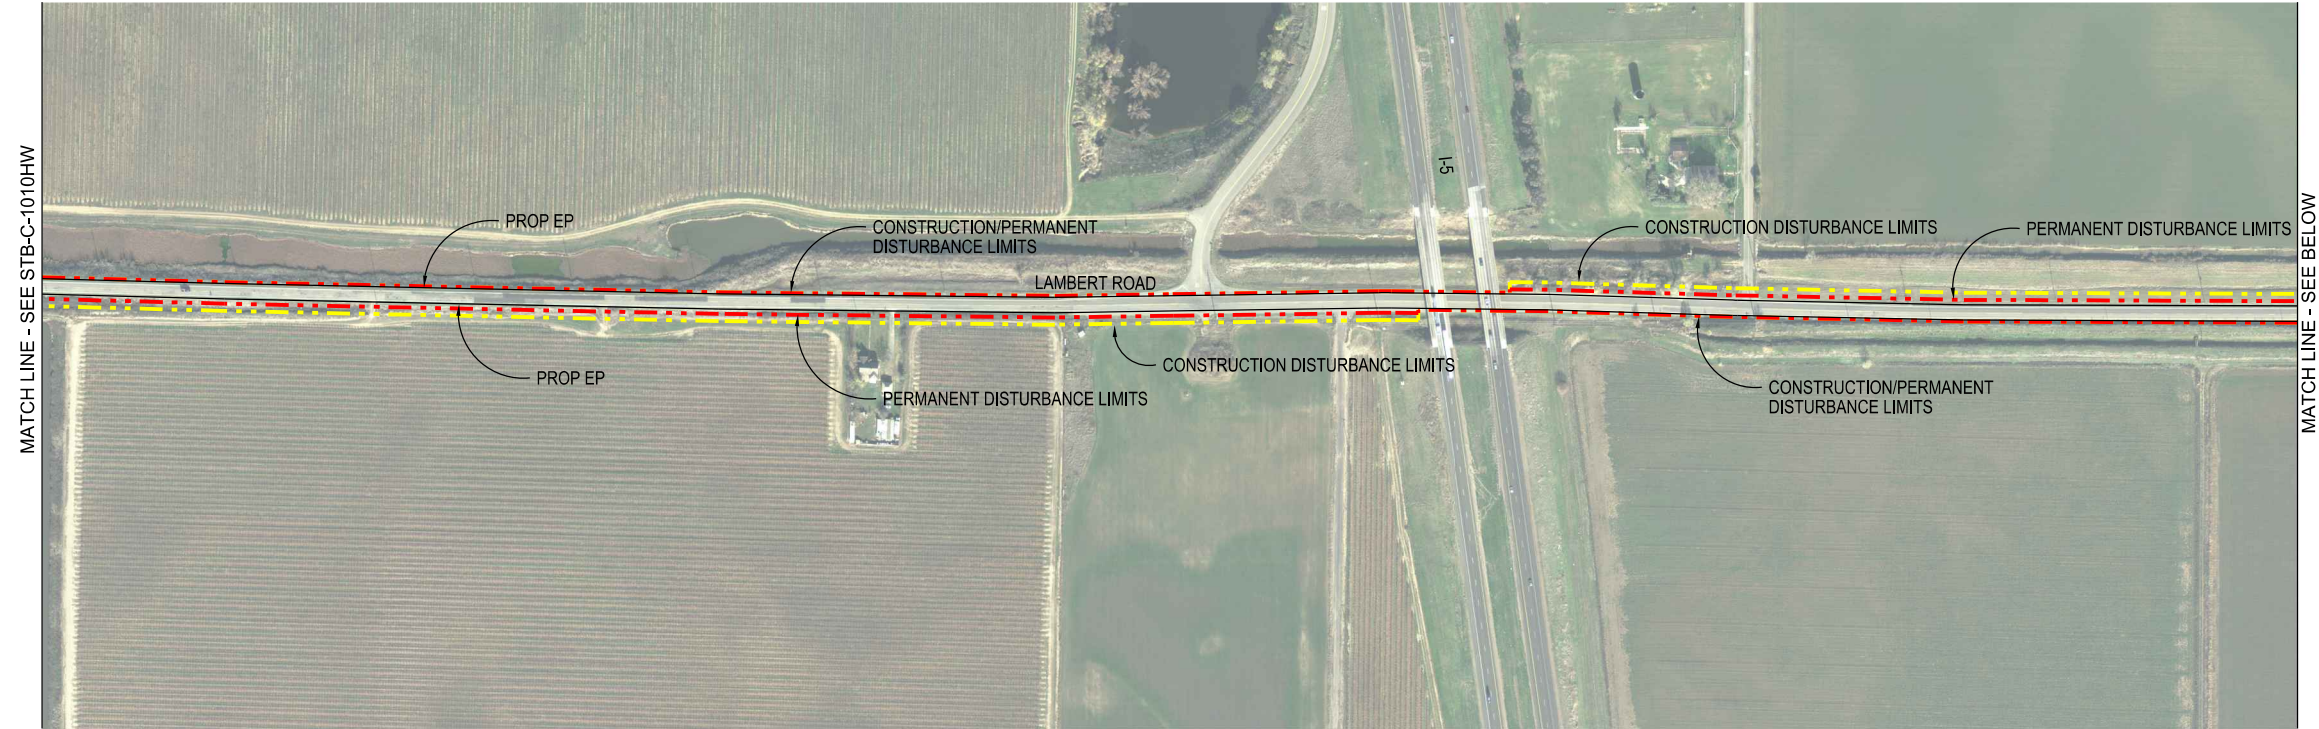 MATCH LINE - SEE STB-C-1010HW
PROP EP
CONSTRUCTION/PERMANENT
DISTURBANCE LIMITS
I-5
CONSTRUCTION DISTURBANCE LIMITS
PERMANENT DISTURBANCE LIMITS
LAMBERT ROAD
PROP EP
PERMANENT DISTURBANCE LIMITS
CONSTRUCTION DISTURBANCE LIMITS
CONSTRUCTION/PERMANENT
DISTURBANCE LIMITS
MATCH LINE - SEE BELOW